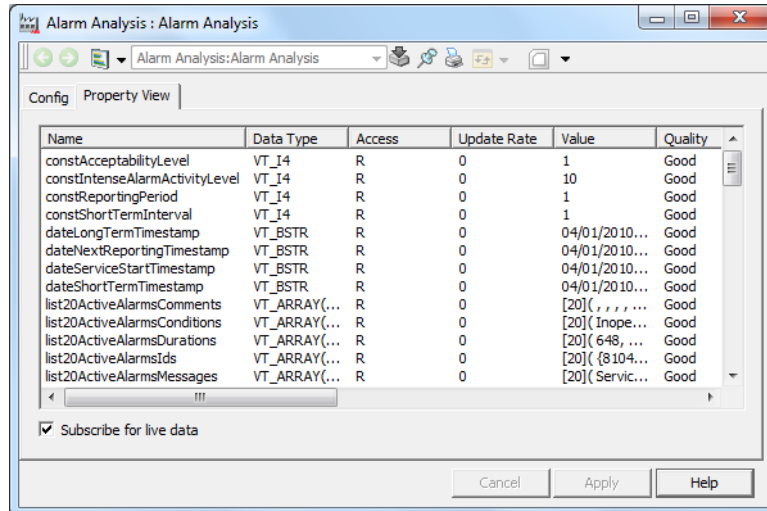 Alarm Analysis : Alarm Analysis
Alarm Analysis:Alarm Analysis
Config Property View
Name Data Type Access Update Rate Value Quality
constAcceptabilityLevel VT_I4 R 0 1 Good
constIntenseAlarmActivityLevel VT_I4 R 0 10 Good
constReportingPeriod VT_I4 R 0 1 Good
constShortTermInterval VT_I4 R 0 1 Good
dateLongTermTimestamp VT_BSTR R 0 04/01/2010... Good
dateNextReportingTimestamp VT_BSTR R 0 04/01/2010... Good
dateServiceStartTimestamp VT_BSTR R 0 04/01/2010... Good
dateShortTermTimestamp VT_BSTR R 0 04/01/2010... Good
list20ActiveAlarmsComments VT_ARRAY(... R 0 [20]( , , , , ... Good
list20ActiveAlarmsConditions VT_ARRAY(... R 0 [20]( Inope... Good
list20ActiveAlarmsDurations VT_ARRAY(... R 0 [20]( 648, ... Good
list20ActiveAlarmsIds VT_ARRAY(... R 0 [20]( {8104... Good
list20ActiveAlarmsMessages VT_ARRAY(... R 0 [20]( Servic... Good
Subscribe for live data
Cancel Apply Help